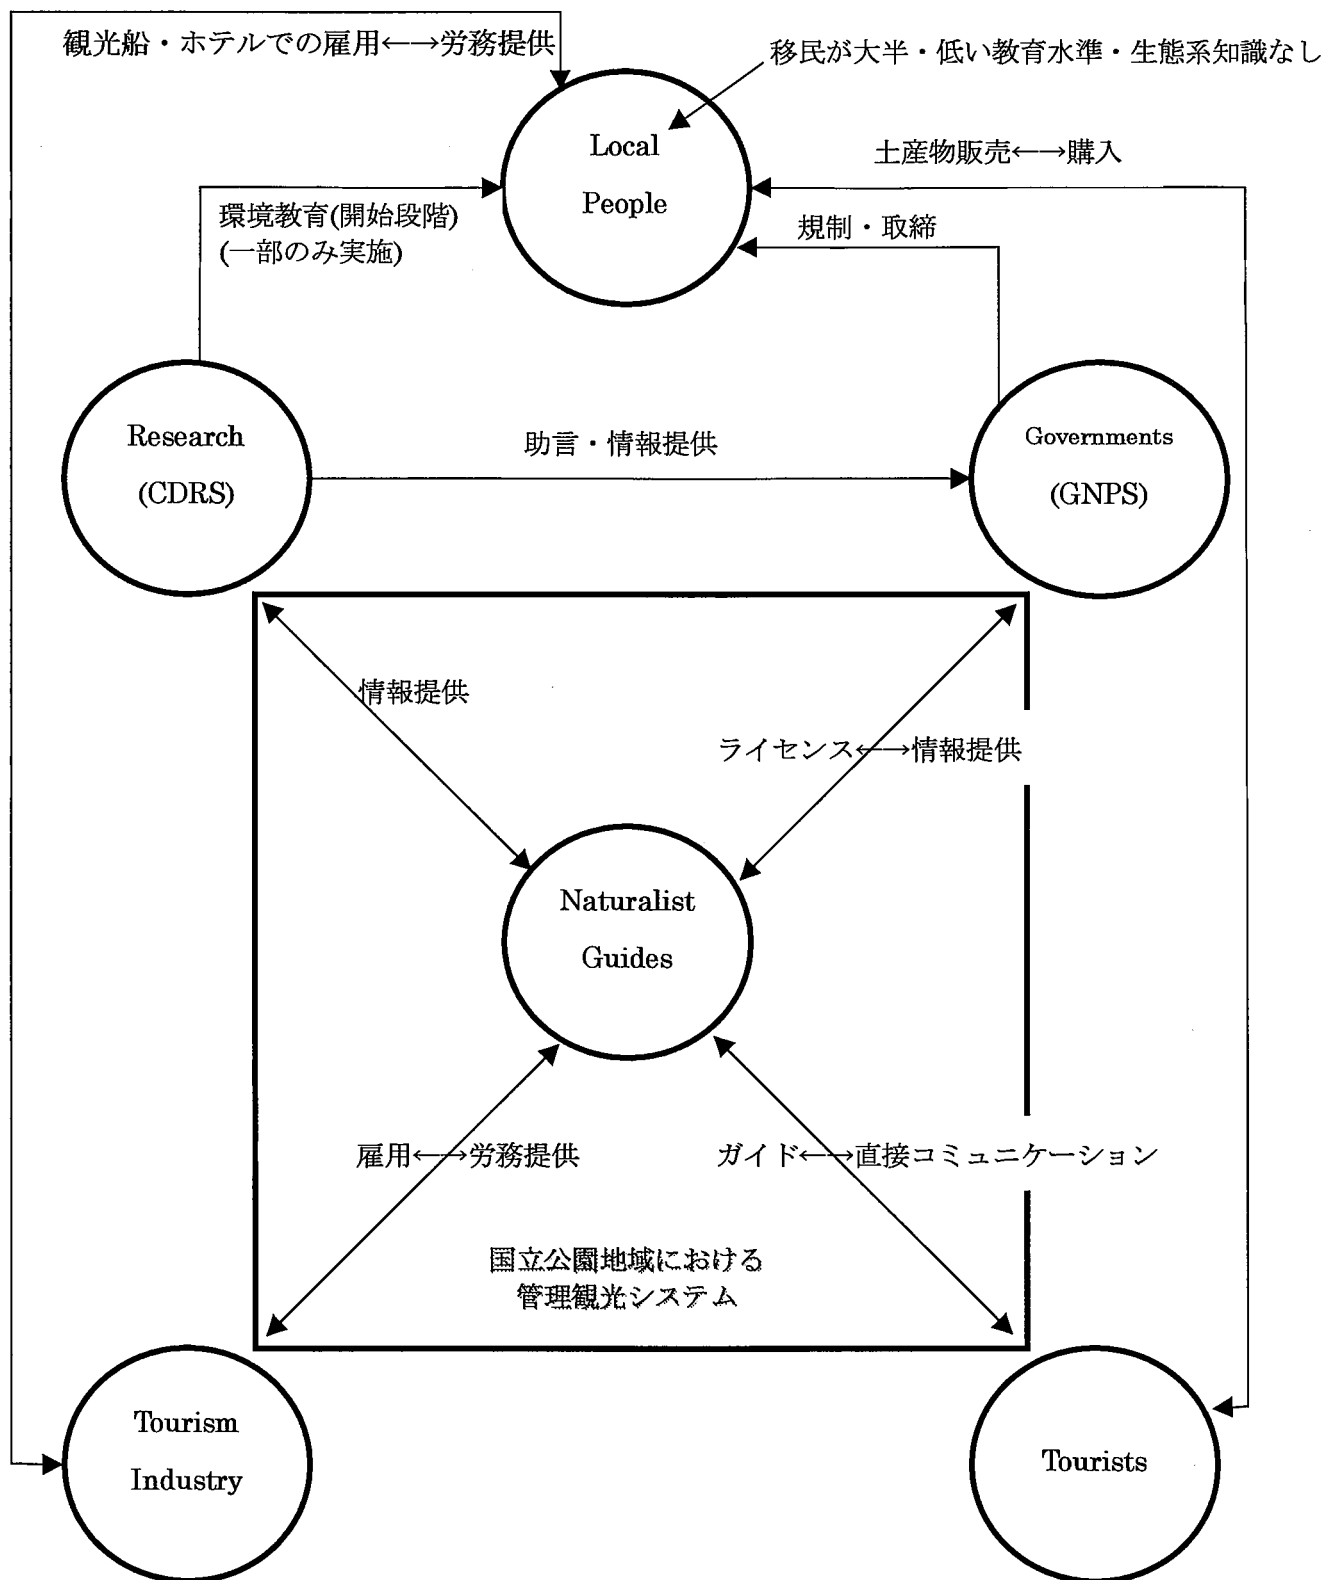 観光船・ホテルでの雇用←→労務提供
移民が大半・低い教育水準・生態系知識なし
Local
People
土産物販売←→購入
環境教育(開始段階)
(一部のみ実施)
規制・取締
Research
(CDRS)
助言・情報提供
Governments
(GNPS)
情報提供
ライセンス←→情報提供
Naturalist
Guides
雇用←→労務提供
ガイド←→直接コミュニケーション
国立公園地域における
管理観光システム
Tourism
Industry
Tourists